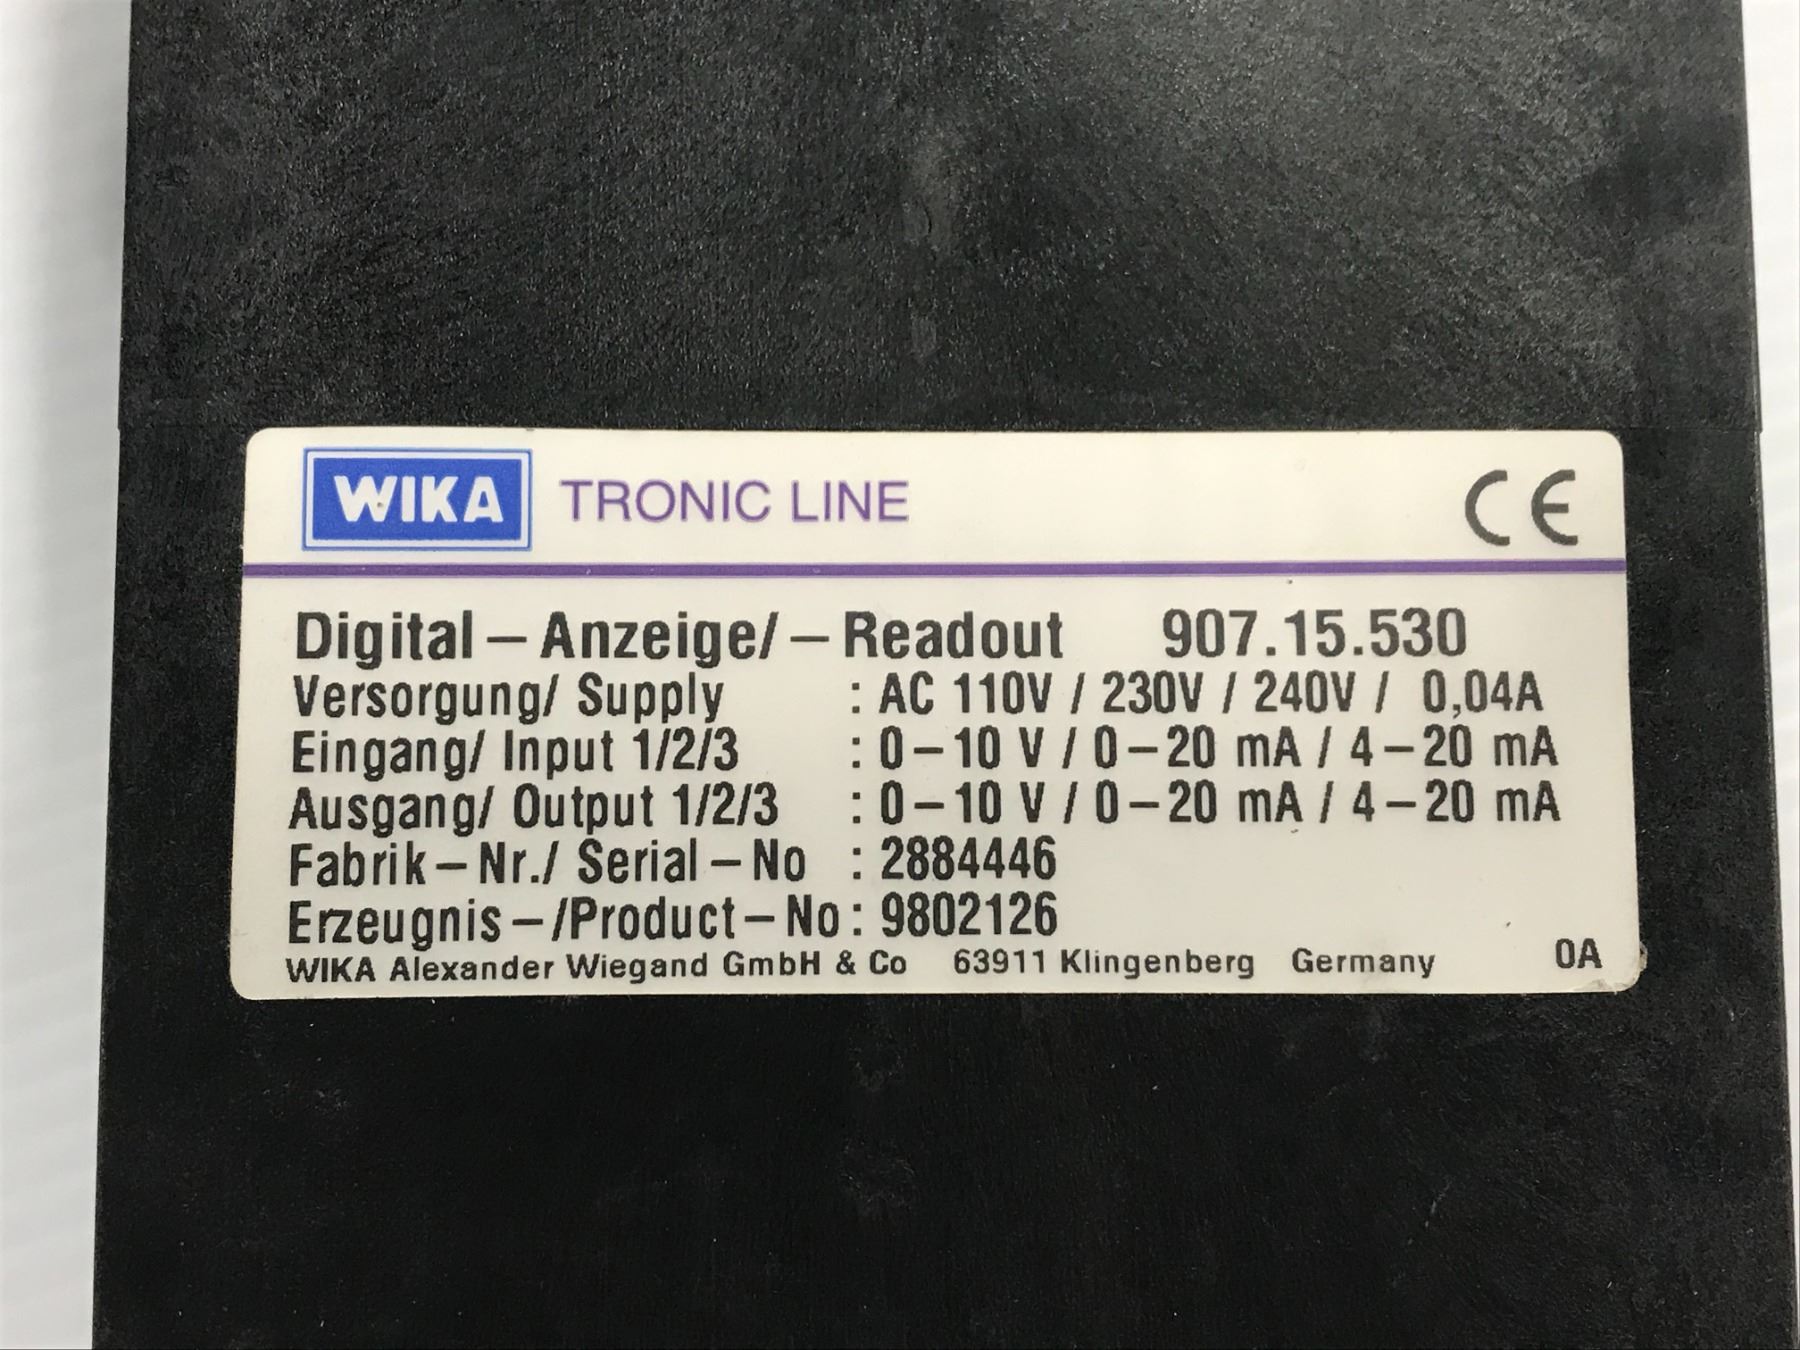 WIKA TRONIC LINE CE
Digital – Anzeige/ – Readout 907.15.530
Versorgung/ Supply : AC 110V / 230V / 240V / 0,04A
Eingang/ Input 1/2/3 : 0 – 10 V / 0 – 20 mA / 4 – 20 mA
Ausgang/ Output 1/2/3 : 0 – 10 V / 0 – 20 mA / 4 – 20 mA
Fabrik – Nr./ Serial – No : 2884446
Erzeugnis – /Product – No : 9802126
WIKA Alexander Wiegand GmbH & Co 63911 Klingenberg Germany 0A